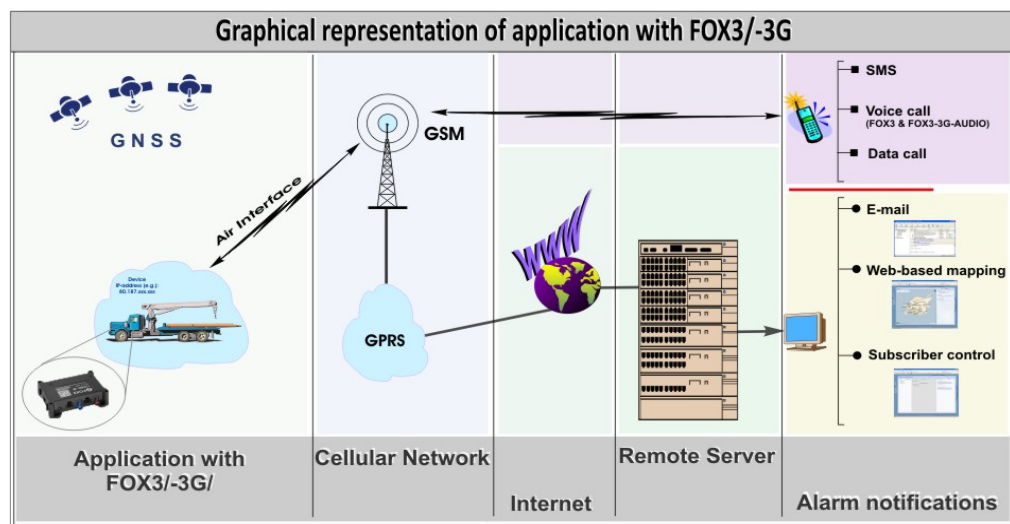 Graphical representation of application with FOX3/-3G
GNSS
Air Interface
Device
IP-address (e.g.):
GSM
GPRS
WWW
SMS
Voice call
(FOX3 & FOX3-3G-AUDIO)
Data call
E-mail
Web-based mapping
Subscriber control
Application with
FOX3/-3G/
Cellular Network
Internet
Remote Server
Alarm notifications